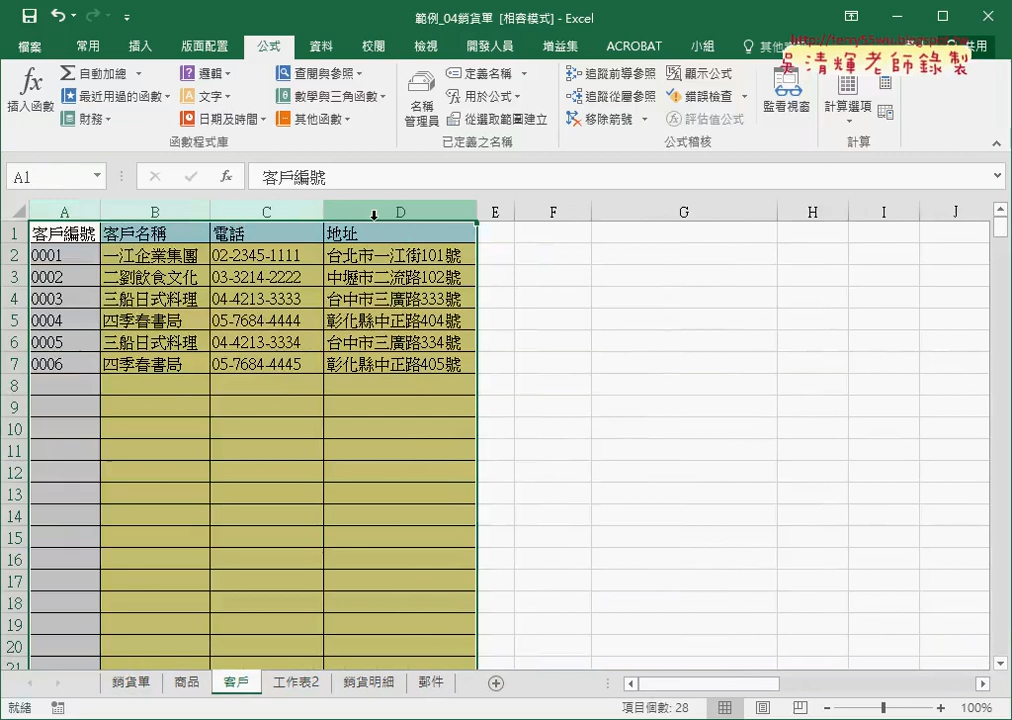 範例_04銷貨單 [相容模式] - Excel
檔案 常用 插入 版面配置 公式 資料 校閱 檢視 開發人員 增益集 ACROBAT 小組 其他 共用
吳清輝老師錄製
fx 插入函數
Σ 自動加總
最近用過的函數
財務
邏輯
文字
日期及時間
查閱與參照
數學與三角函數
其他函數
函數程式庫
名稱管理員
定義名稱
用於公式
從選取範圍建立
已定義之名稱
追蹤前導參照
追蹤從屬參照
移除箭號
顯示公式
錯誤檢查
評估值公式
公式稽核
監看視窗
計算選項
計算
A1 fx 客戶編號
A B C D E F G H I J
1 客戶編號 客戶名稱 電話 地址
2 0001 一江企業集團 02-2345-1111 台北市一江街101號
3 0002 二劉飲食文化 03-3214-2222 中壢市二流路102號
4 0003 三船日式料理 04-4213-3333 台中市三廣路333號
5 0004 四季春書局 05-7684-4444 彰化縣中正路404號
6 0005 三船日式料理 04-4213-3334 台中市三廣路334號
7 0006 四季春書局 05-7684-4445 彰化縣中正路405號
8
9
10
11
12
13
14
15
16
17
18
19
20
21
銷貨單 商品 客戶 工作表2 銷貨明細 郵件
就緒 項目個數: 28 100%